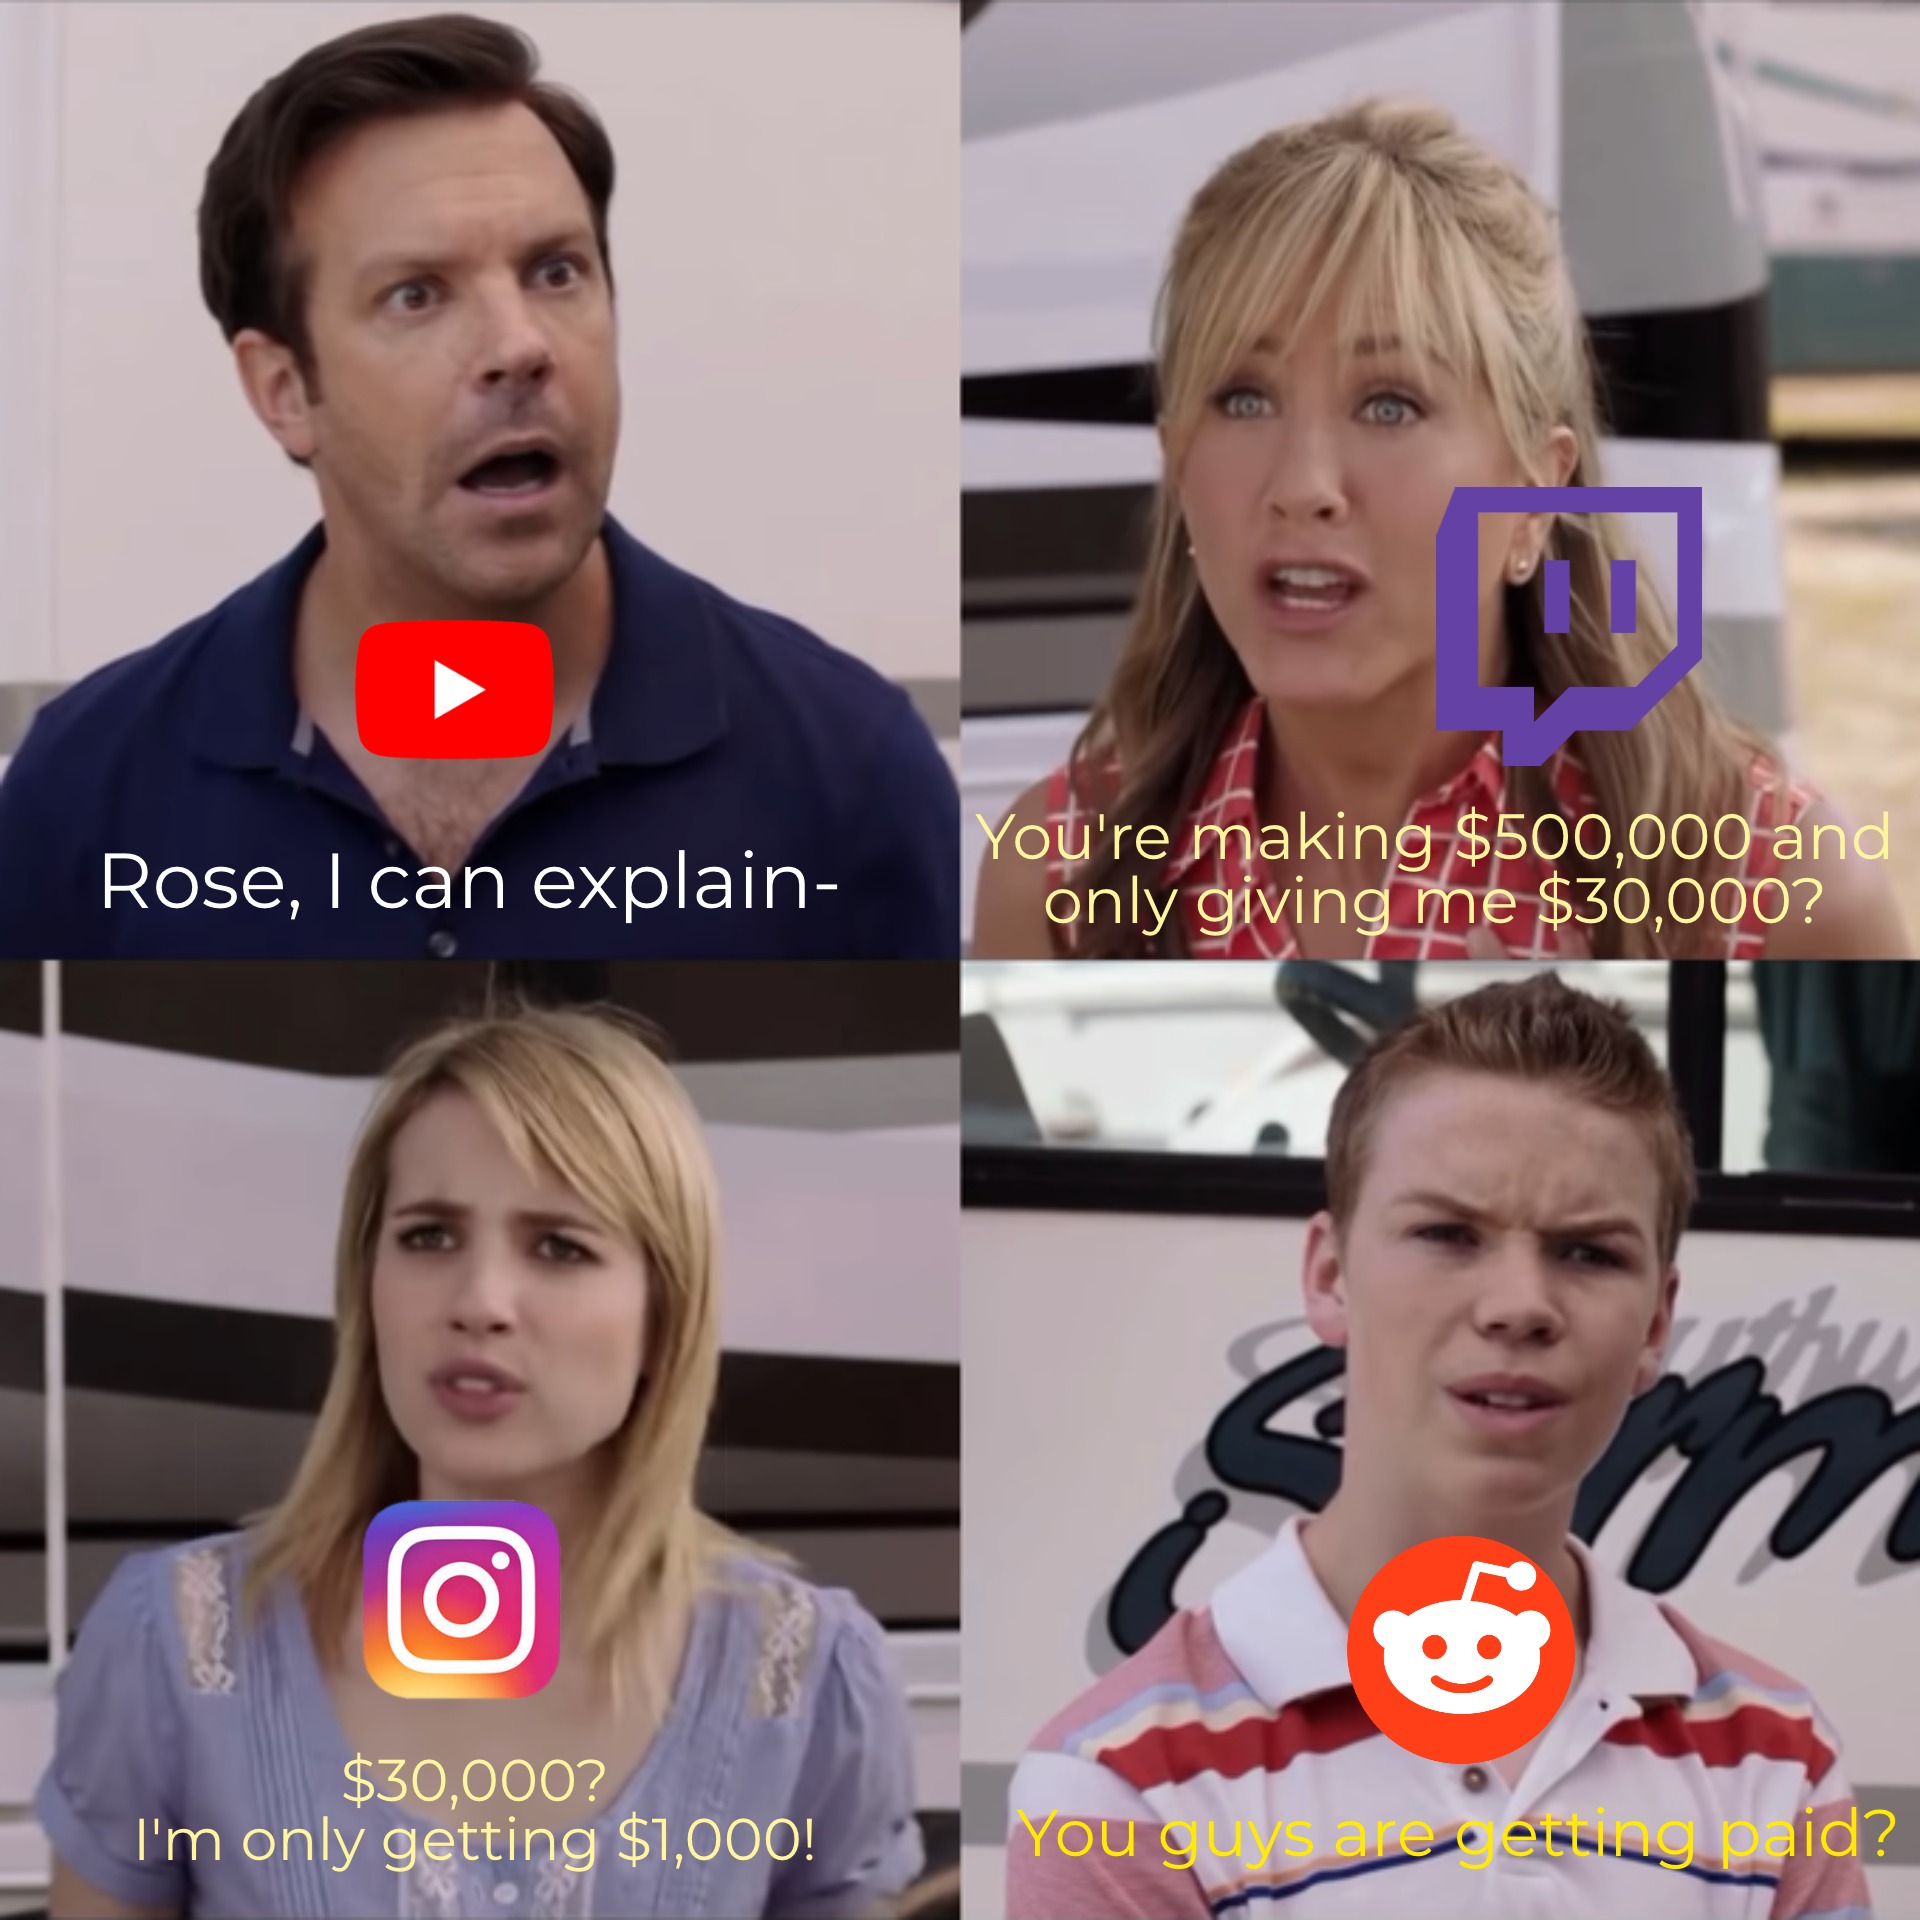 Rose, I can explain-
You're making $500,000 and
only giving me $30,000?
$30,000?
I'm only getting $1,000!
You guys are getting paid?